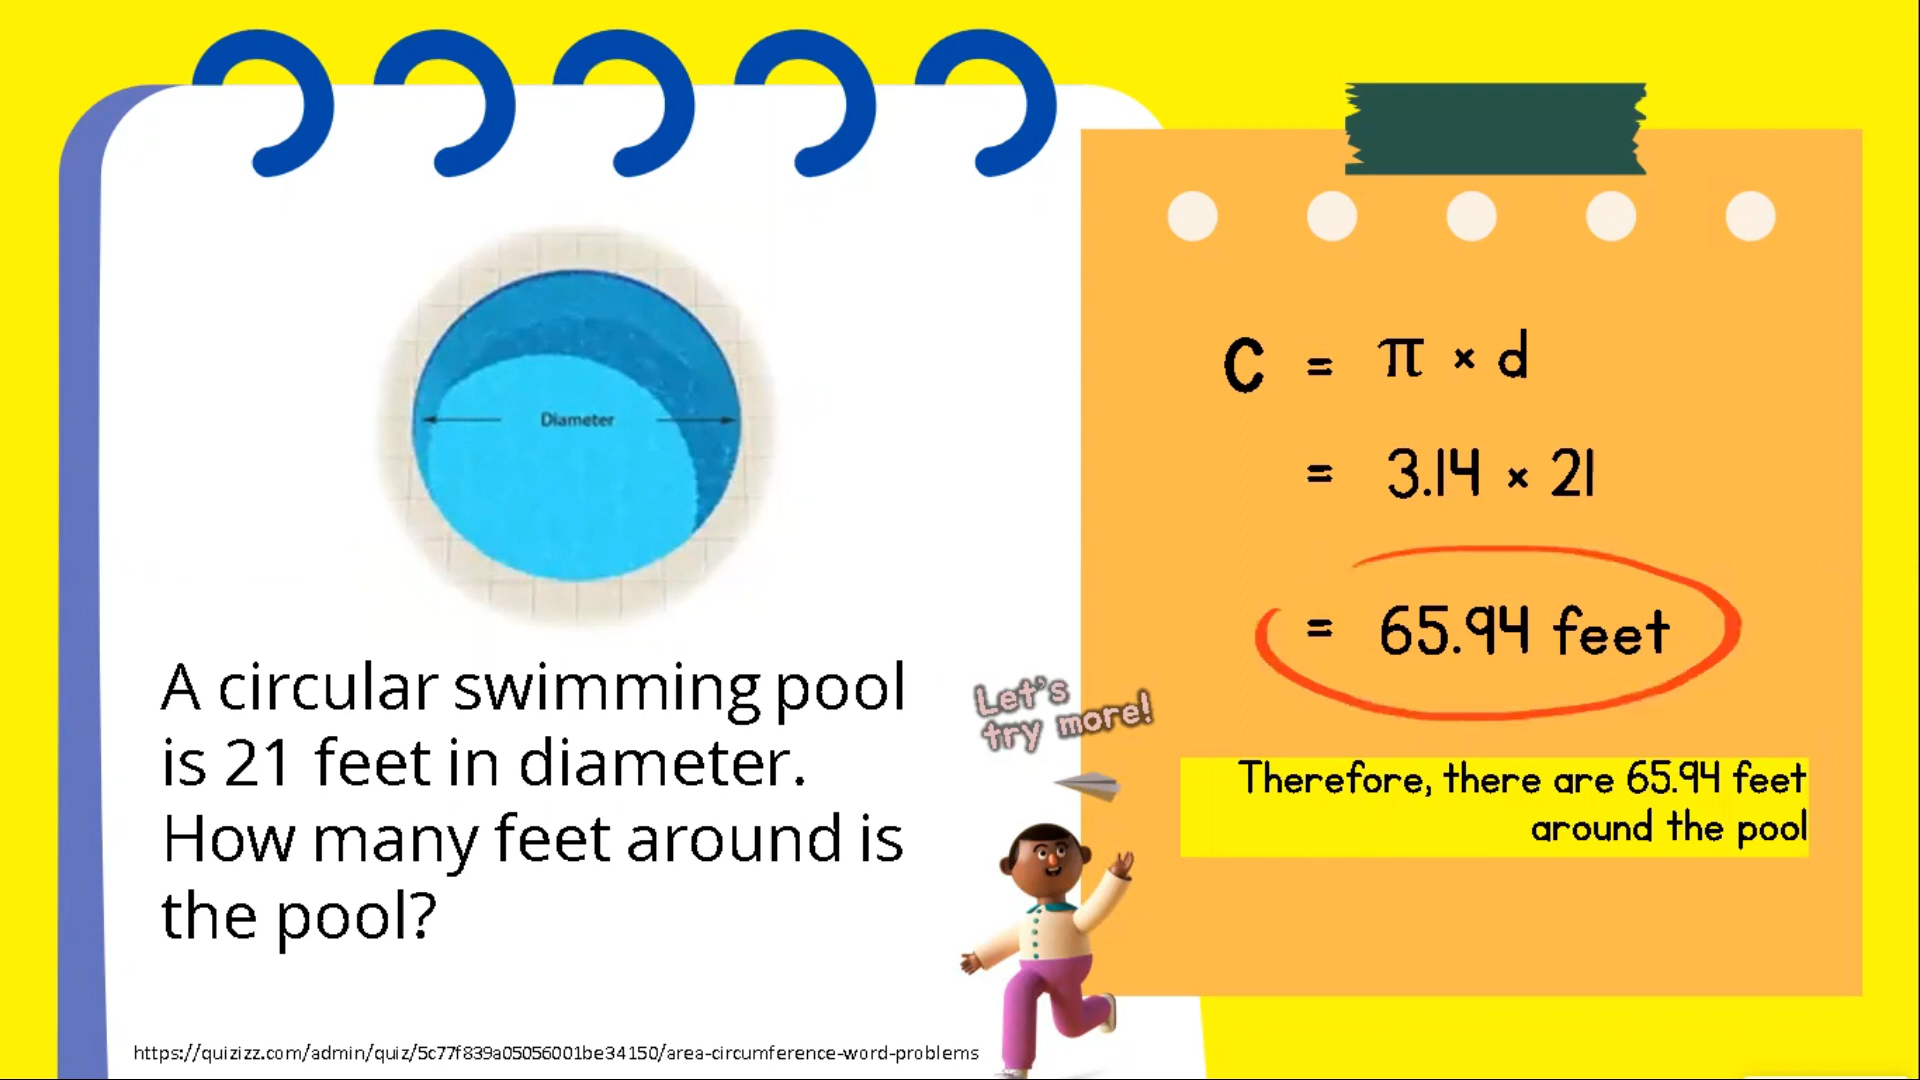 Diameter
A circular swimming pool
is 21 feet in diameter.
How many feet around is
the pool?
https://quizizz.com/admin/quiz/5c77f839a05056001be34150/area-circumference-word-problems
Let's
try more!
C = π × d
= 3.14 × 21
= 65.94 feet
Therefore, there are 65.94 feet
around the pool